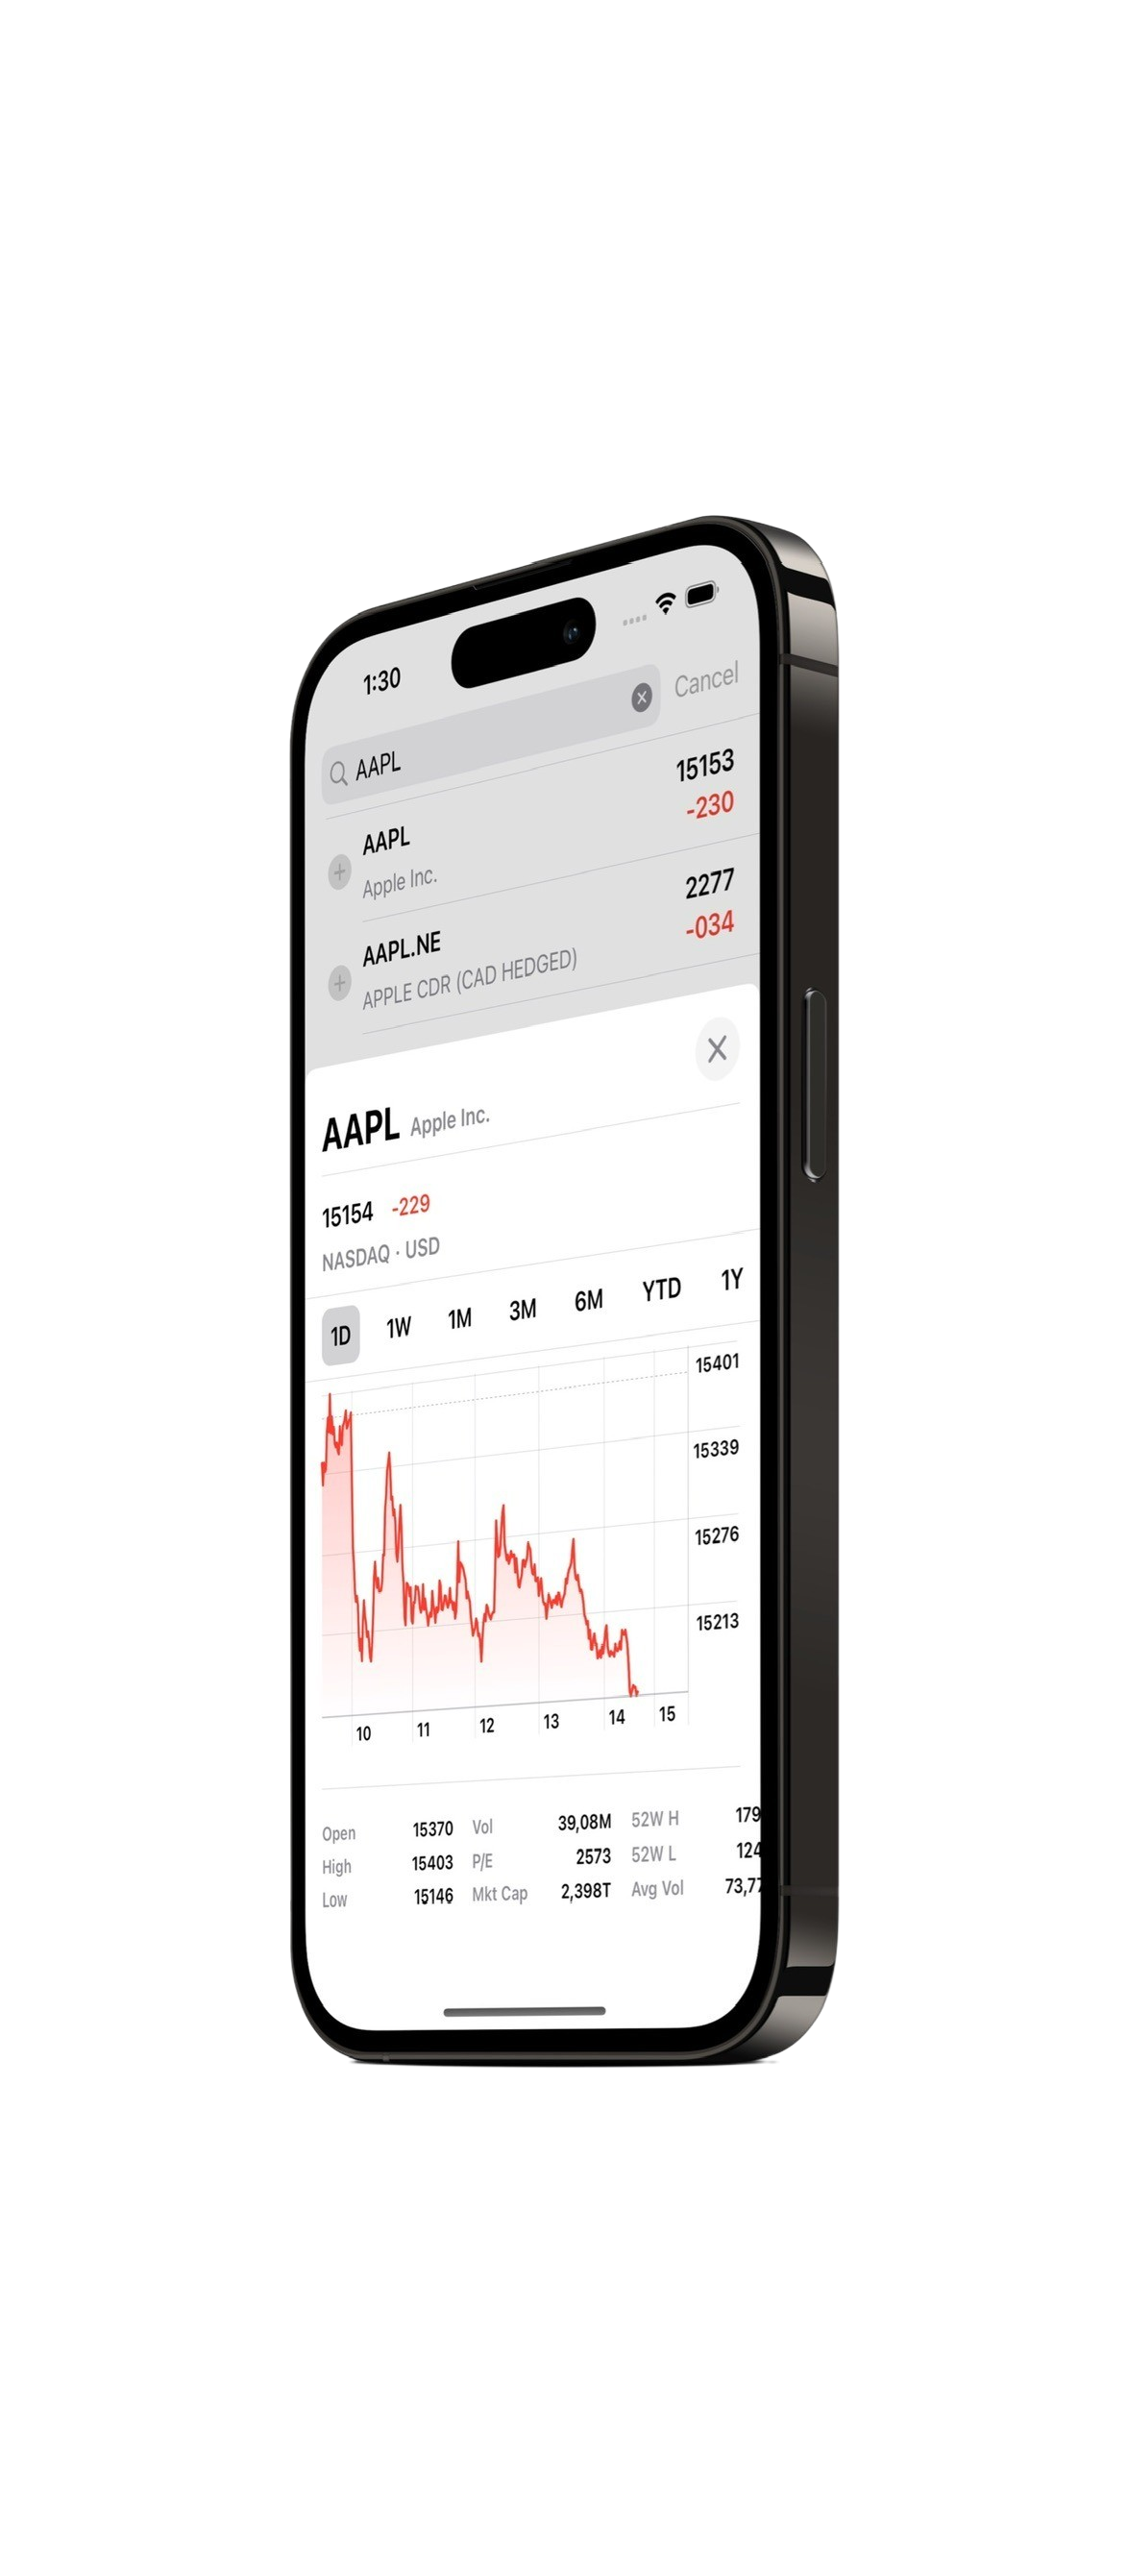 1:30
AAPL
Cancel
AAPL 15153
Apple Inc. -230
AAPL.NE 2277
APPLE CDR (CAD HEDGED) -034
AAPL Apple Inc.
15154 -229
NASDAQ · USD
1D 1W 1M 3M 6M YTD 1Y
15401
15339
15276
15213
10 11 12 13 14 15
Open 15370 Vol 39,08M 52W H 179
High 15403 P/E 2573 52W L 124
Low 15146 Mkt Cap 2,398T Avg Vol 73,77